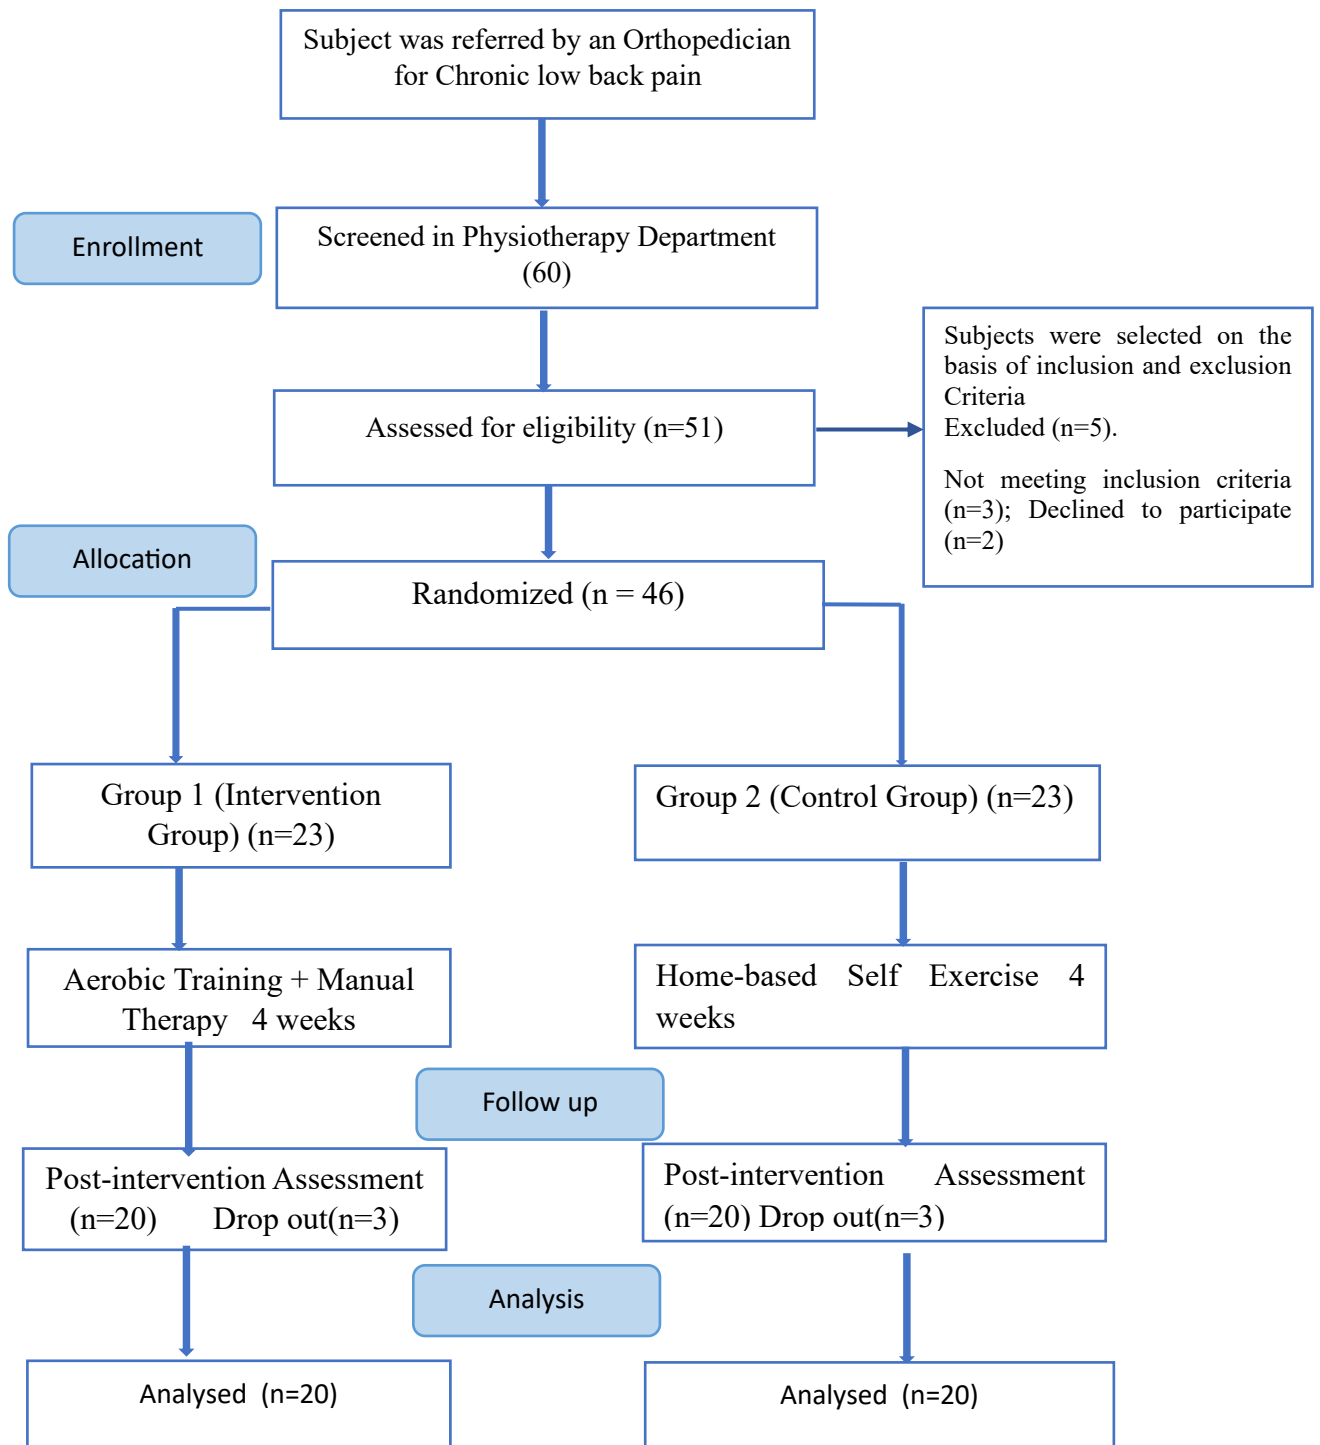 Subject was referred by an Orthopedician
for Chronic low back pain
Enrollment
Screened in Physiotherapy Department
(60)
Subjects were selected on the
basis of inclusion and exclusion
Criteria
Excluded (n=5).
Not meeting inclusion criteria
(n=3); Declined to participate
(n=2)
Assessed for eligibility (n=51)
Allocation
Randomized (n = 46)
Group 1 (Intervention
Group) (n=23)
Group 2 (Control Group) (n=23)
Aerobic Training + Manual
Therapy 4 weeks
Home-based Self Exercise 4
weeks
Follow up
Post-intervention Assessment
(n=20) Drop out(n=3)
Post-intervention Assessment
(n=20) Drop out(n=3)
Analysis
Analysed (n=20)
Analysed (n=20)